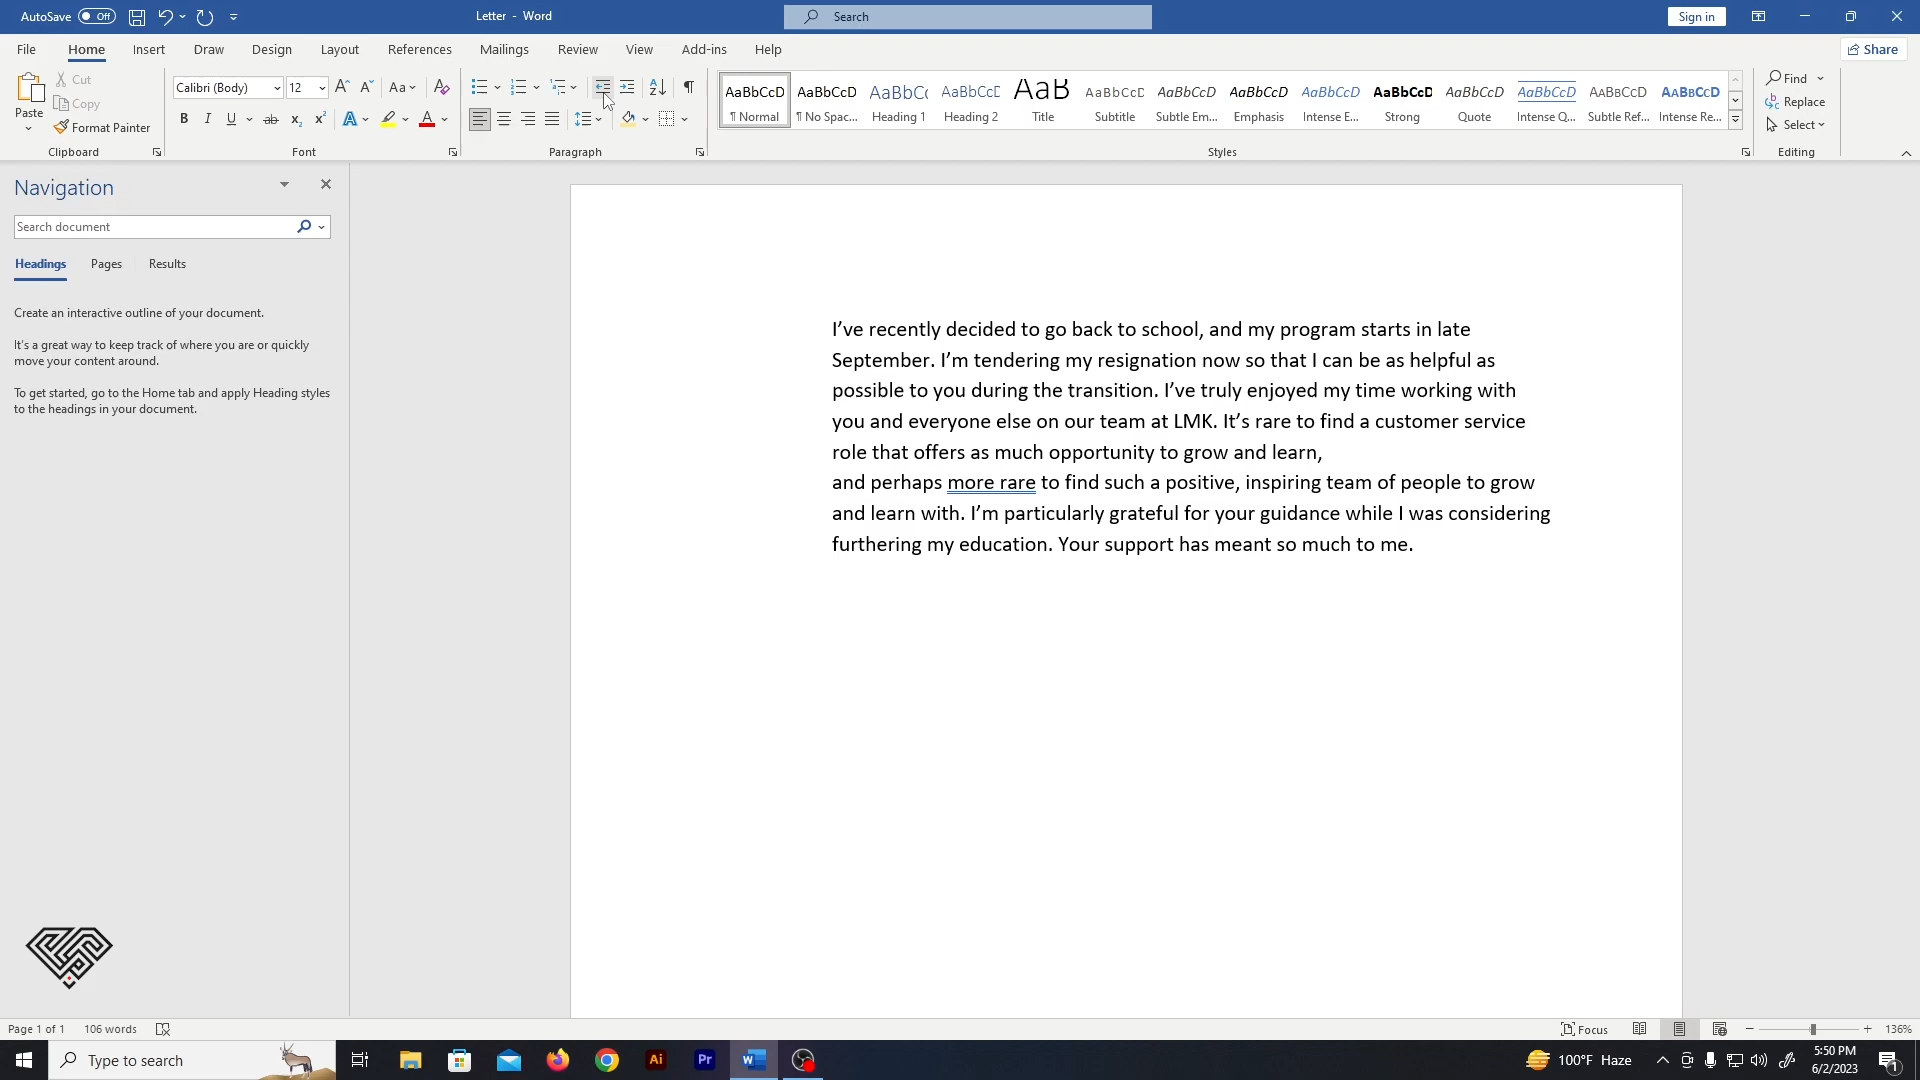 AutoSave Off Letter - Word Search Sign in
File Home Insert Draw Design Layout References Mailings Review View Add-ins Help Share
Paste
Cut
Copy
Format Painter
Clipboard
Calibri (Body) 12
Font
Paragraph
AaBbCcD AaBbCcD AaBbC AaBbCcC AaB AaBbCcD AaBbCcD AaBbCcD AaBbCcD AaBbCcD AaBbCcD AaBbCcD AaBbCcD AaBbCcD
¶ Normal ¶ No Spac... Heading 1 Heading 2 Title Subtitle Subtle Em... Emphasis Intense E... Strong Quote Intense Q... Subtle Ref... Intense Re...
Styles
Find
Replace
Select
Editing
Navigation
Search document
Headings Pages Results
Create an interactive outline of your document.
It's a great way to keep track of where you are or quickly
move your content around.
To get started, go to the Home tab and apply Heading styles
to the headings in your document.
I’ve recently decided to go back to school, and my program starts in late
September. I’m tendering my resignation now so that I can be as helpful as
possible to you during the transition. I’ve truly enjoyed my time working with
you and everyone else on our team at LMK. It’s rare to find a customer service
role that offers as much opportunity to grow and learn,
and perhaps more rare to find such a positive, inspiring team of people to grow
and learn with. I’m particularly grateful for your guidance while I was considering
furthering my education. Your support has meant so much to me.
Page 1 of 1 106 words Focus 136%
Type to search Ai Pr 100°F Haze 5:50 PM
6/2/2023